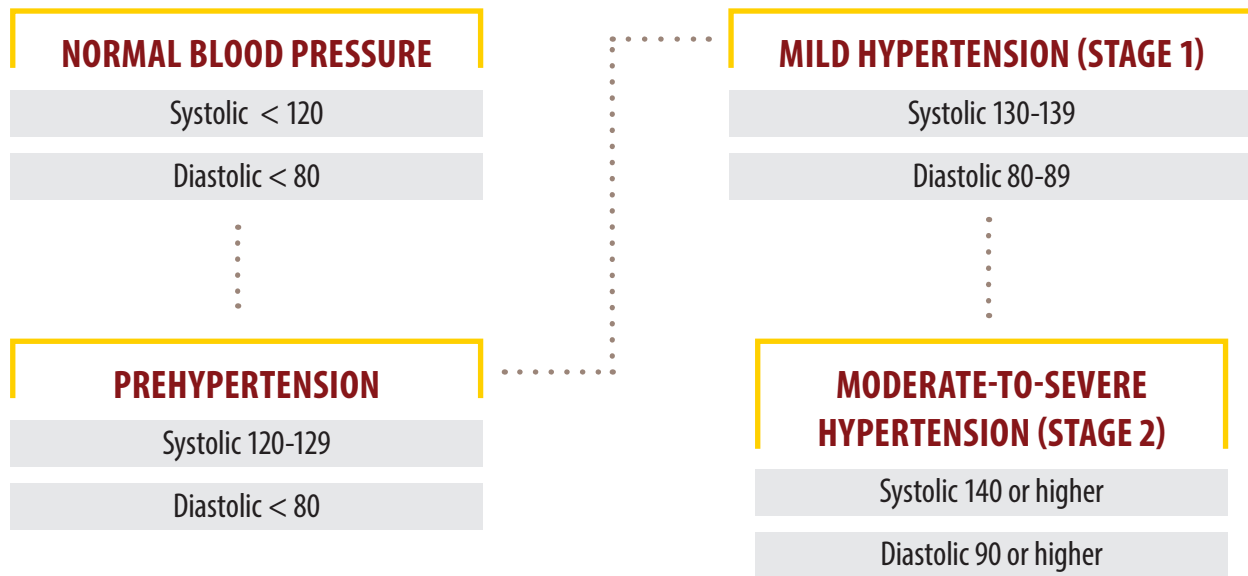 NORMAL BLOOD PRESSURE
Systolic < 120
Diastolic < 80
PREHYPERTENSION
Systolic 120-129
Diastolic < 80
MILD HYPERTENSION (STAGE 1)
Systolic 130-139
Diastolic 80-89
MODERATE-TO-SEVERE
HYPERTENSION (STAGE 2)
Systolic 140 or higher
Diastolic 90 or higher